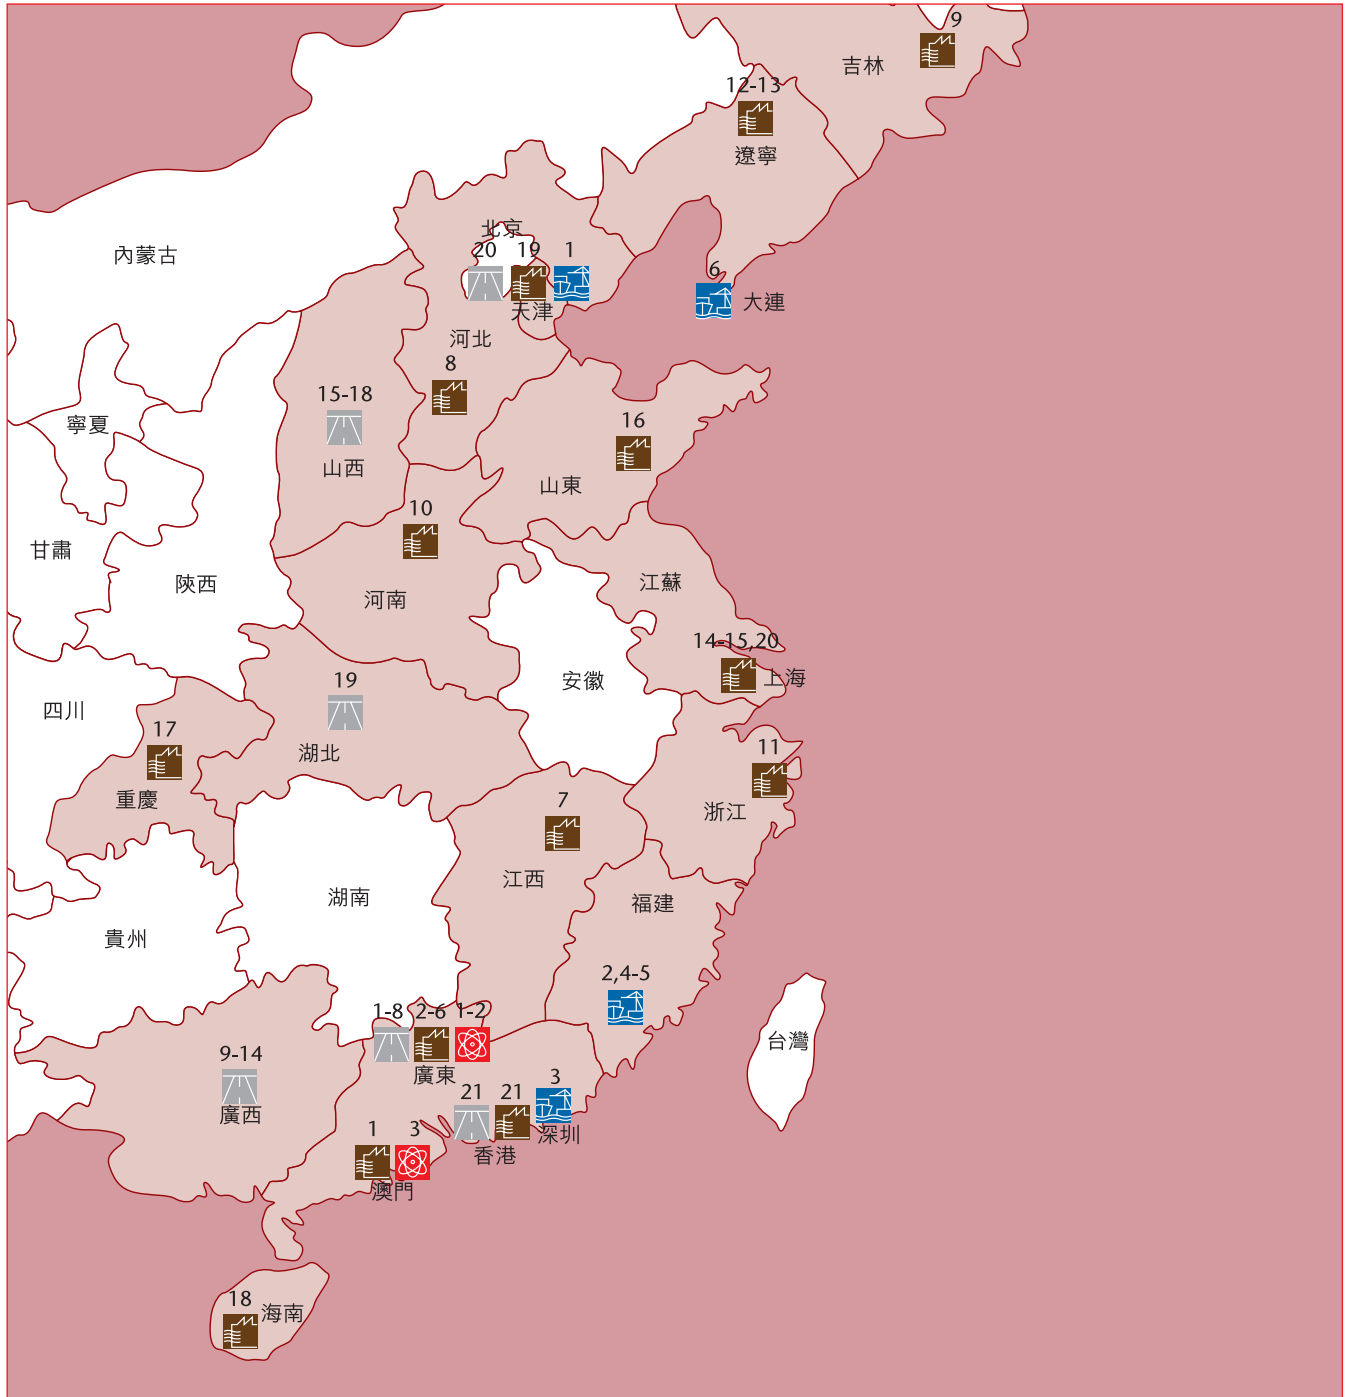 9
吉林
12-13
遼寧
北京
20
19
1
內蒙古
6
大連
天津
河北
8
15-18
寧夏
16
山西
山東
10
甘肅
陝西
河南
江蘇
14-15,20
上海
19
安徽
四川
17
湖北
11
重慶
7
浙江
江西
湖南
福建
貴州
2,4-5
1-8
2-6
1-2
台灣
9-14
廣東
21
21
3
廣西
深圳
1
3
香港
澳門
18
海南